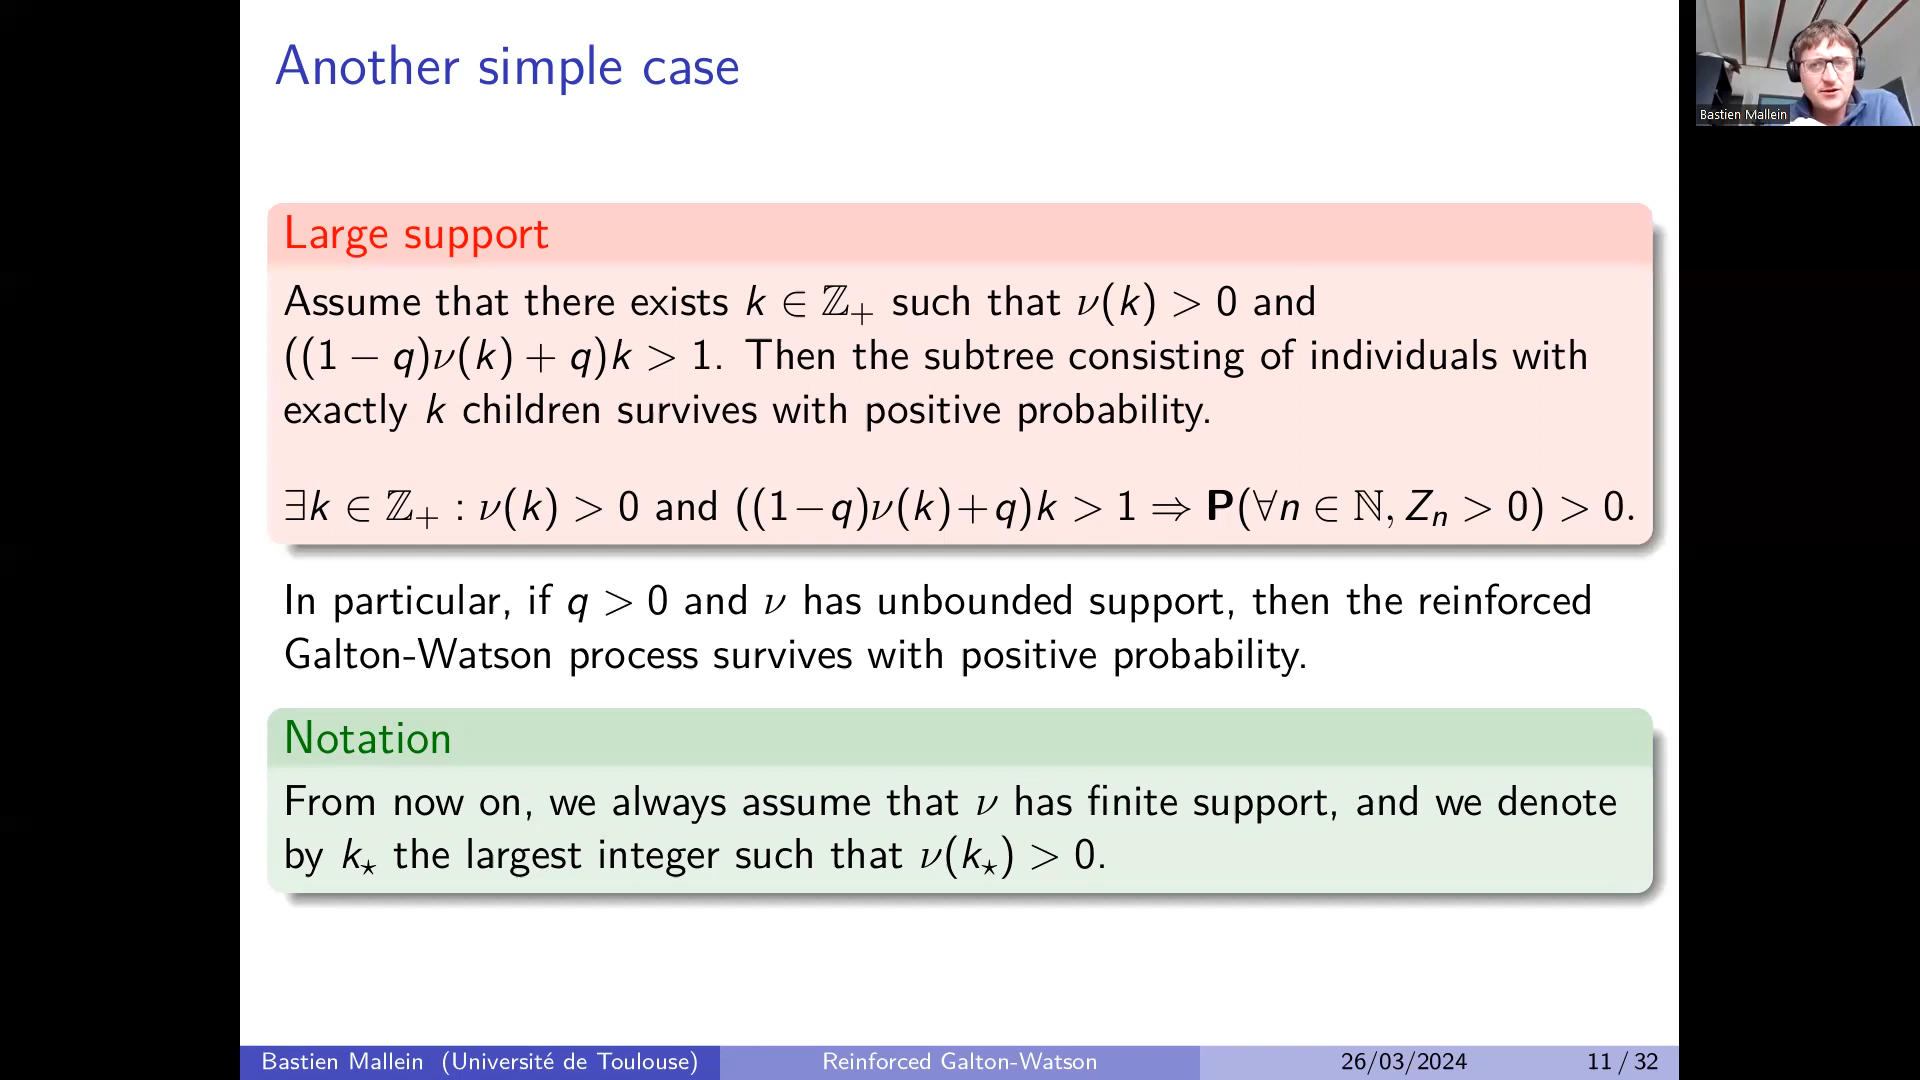 Another simple case
Bastien Mallein
Large support
Assume that there exists k ∈ ℤ₊ such that ν(k) > 0 and
((1 − q)ν(k) + q)k > 1. Then the subtree consisting of individuals with
exactly k children survives with positive probability.
∃k ∈ ℤ₊ : ν(k) > 0 and ((1−q)ν(k)+q)k > 1 ⇒ P(∀n ∈ ℕ, Zₙ > 0) > 0.
In particular, if q > 0 and ν has unbounded support, then the reinforced
Galton-Watson process survives with positive probability.
Notation
From now on, we always assume that ν has finite support, and we denote
by k⋆ the largest integer such that ν(k⋆) > 0.
Bastien Mallein (Université de Toulouse) Reinforced Galton-Watson 26/03/2024 11 / 32